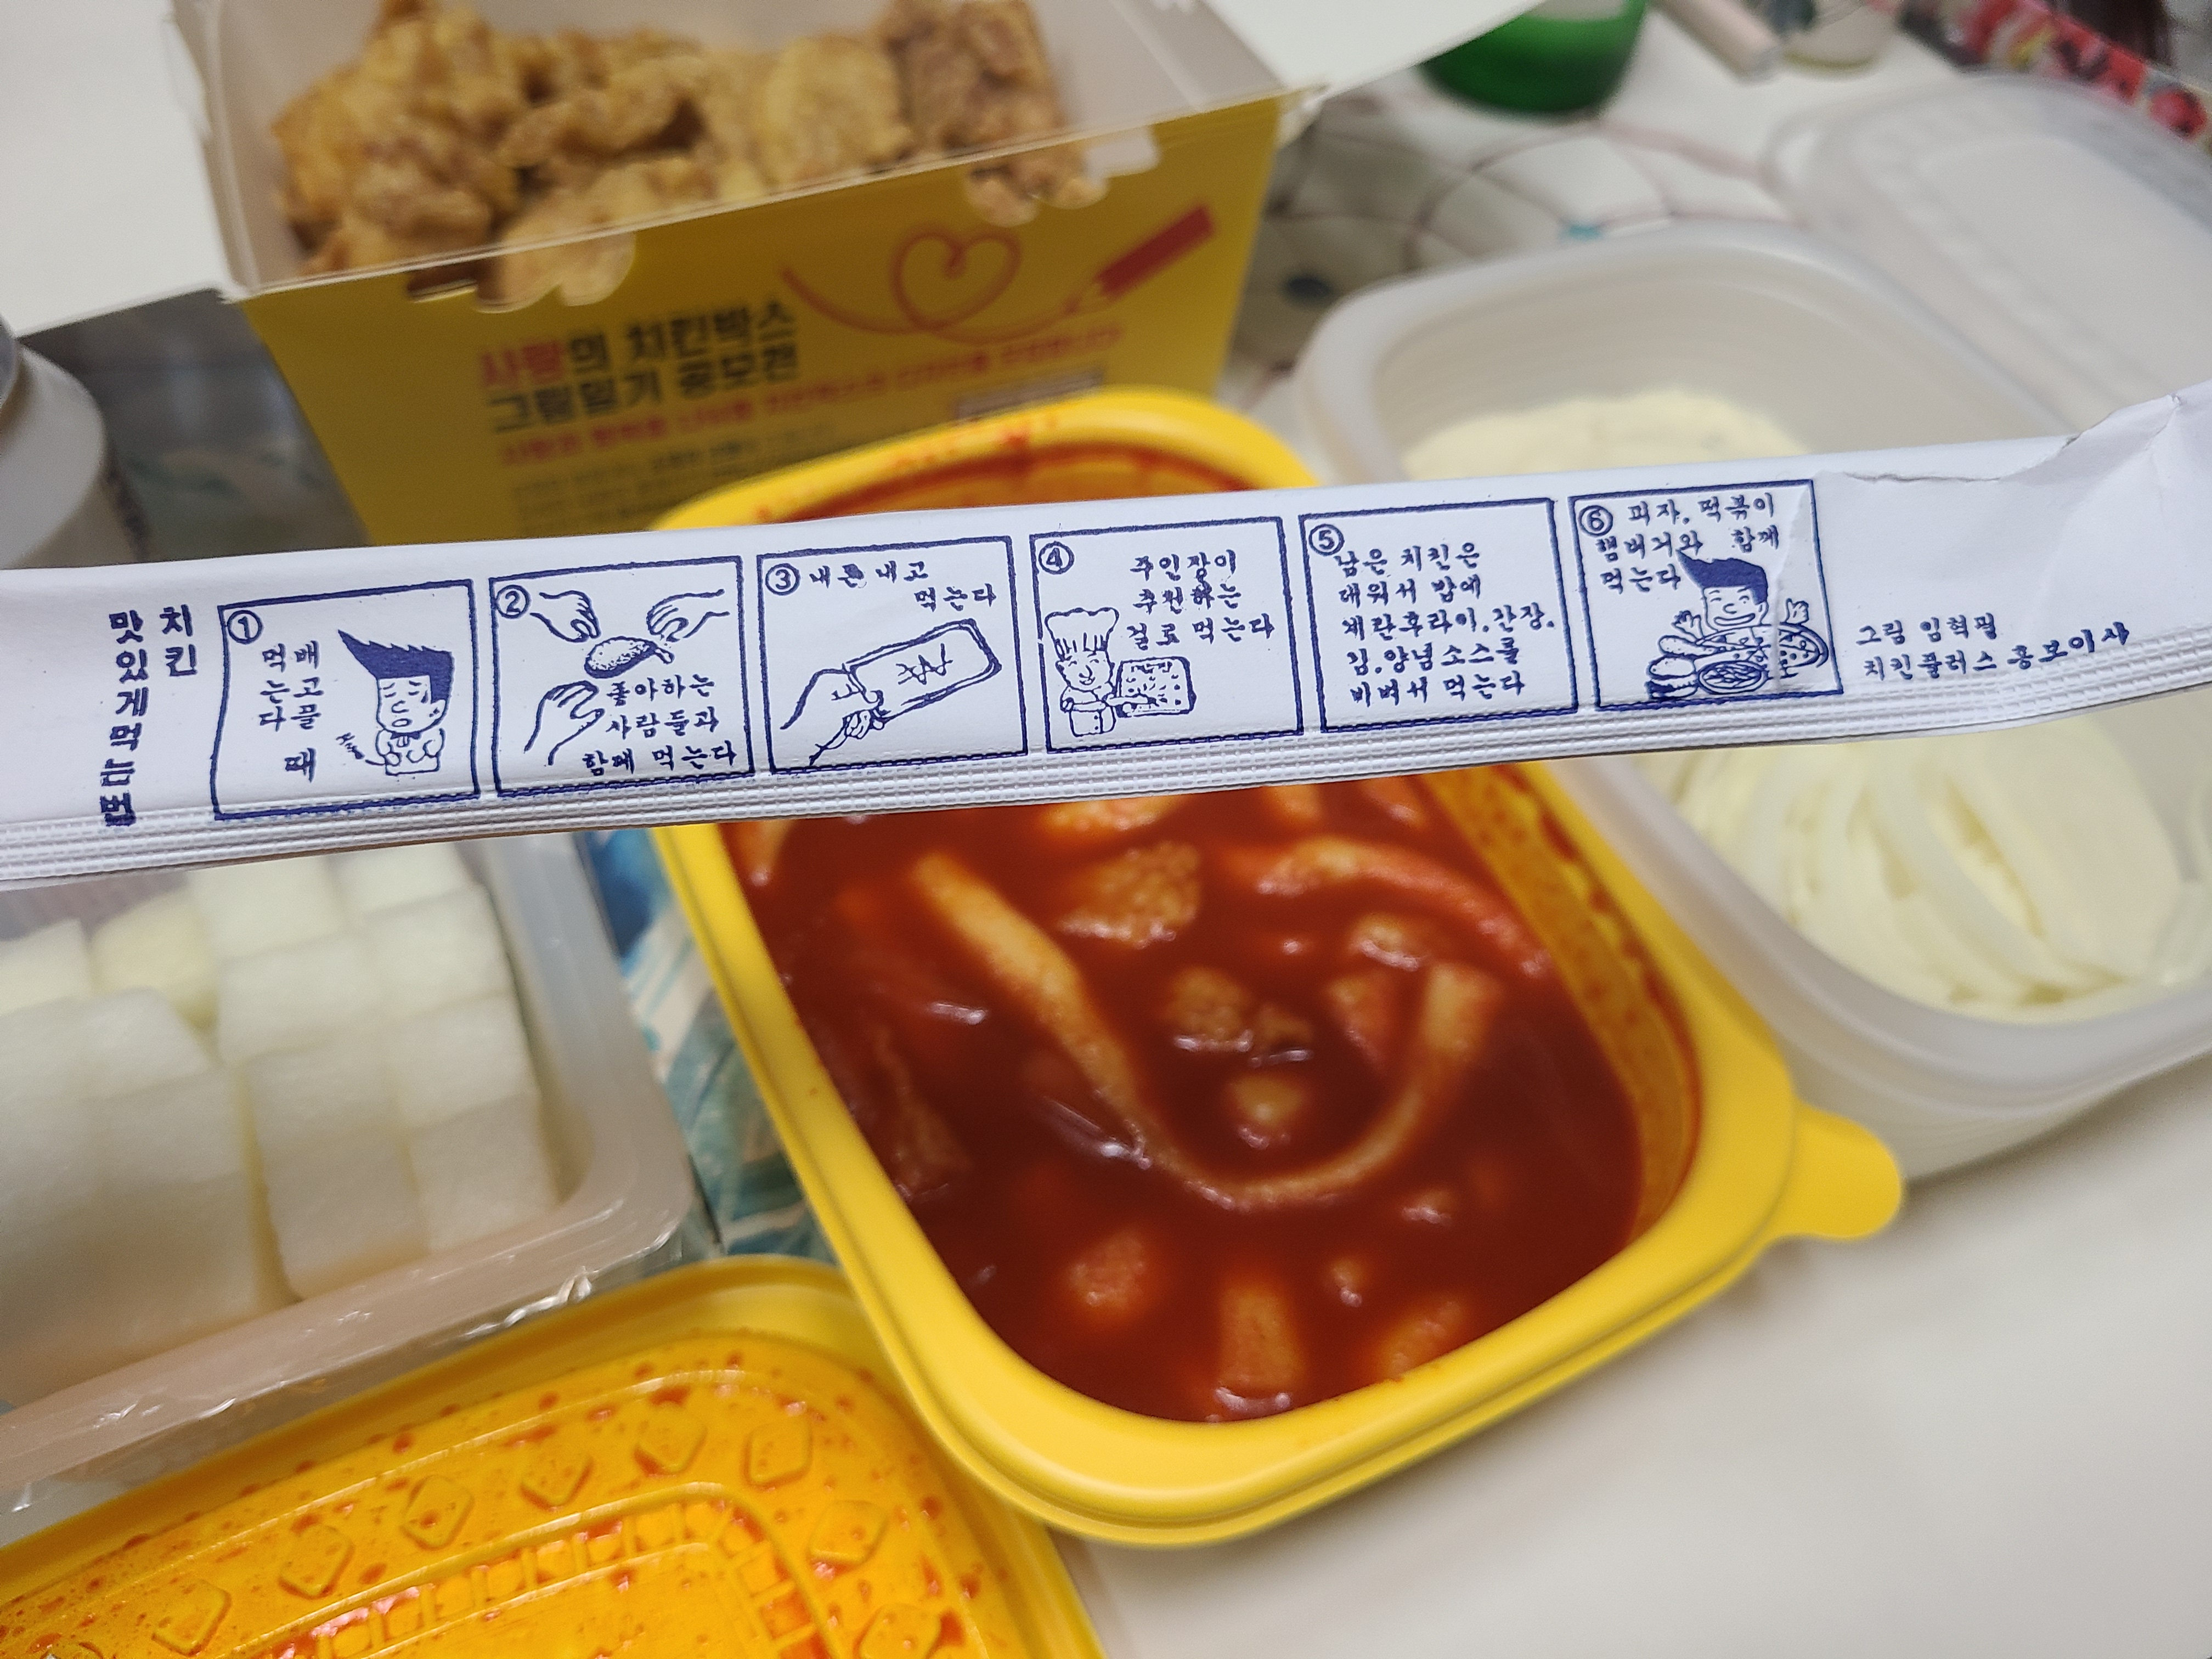 사랑의 치킨박스
그림일기 공모전
치킨
맛있게먹는법
①
배고플 때
먹는다
②
좋아하는
사람들과
함께 먹는다
③ 내돈내고
먹는다
④
주인장이
추천하는
걸로 먹는다
⑤
남은 치킨은
데워서 밥에
계란후라이,간장,
김,양념소스를
비벼서 먹는다
⑥ 피자, 떡볶이
햄버거와 함께
먹는다
그림 임혁필
치킨플러스 홍보이사